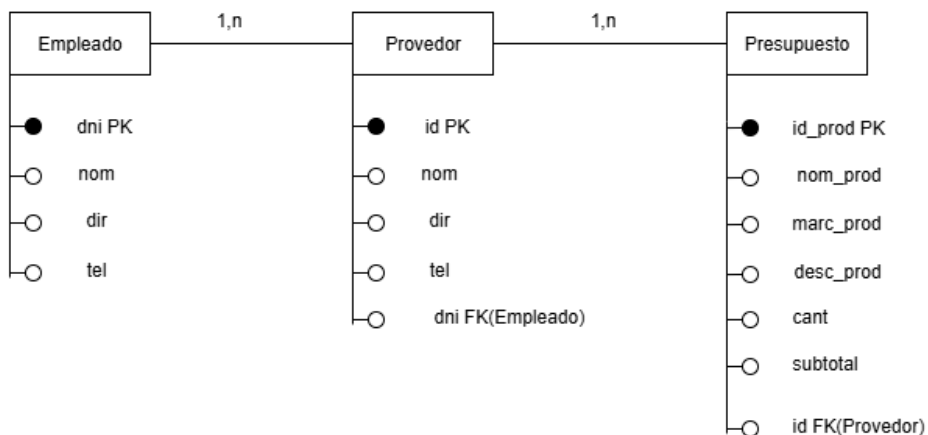 1,n
1,n
Empleado
Provedor
Presupuesto
dni PK
nom
dir
tel
id PK
nom
dir
tel
dni FK(Empleado)
id_prod PK
nom_prod
marc_prod
desc_prod
cant
subtotal
id FK(Provedor)